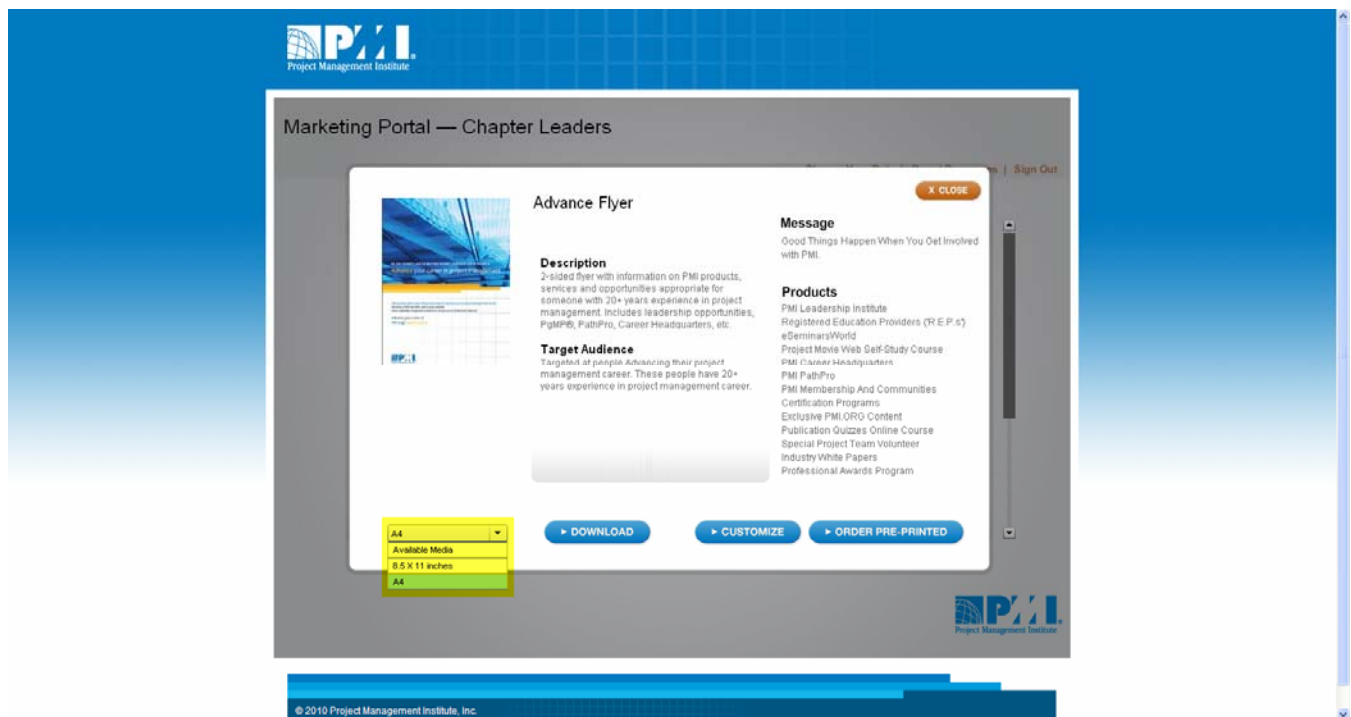 PMI.
Project Management Institute
Marketing Portal — Chapter Leaders
| Sign Out
X CLOSE
Advance Flyer
Description
2-sided flyer with information on PMI products,
services and opportunities appropriate for
someone with 20+ years experience in project
management. Includes leadership opportunities,
PgMP®, PathPro, Career Headquarters, etc.
Target Audience
Targeted at people Advancing their project
management career. These people have 20+
years experience in project management career.
Message
Good Things Happen When You Get Involved
with PMI.
Products
PMI Leadership Institute
Registered Education Providers ('R.E.P.s')
eSeminarsWorld
Project Movie Web Self-Study Course
PMI Career Headquarters
PMI PathPro
PMI Membership And Communities
Certification Programs
Exclusive PMI.ORG Content
Publication Quizzes Online Course
Special Project Team Volunteer
Industry White Papers
Professional Awards Program
Advance your career in project management
A4
Available Media
8.5 X 11 inches
A4
DOWNLOAD
CUSTOMIZE
ORDER PRE-PRINTED
PMI.
Project Management Institute
© 2010 Project Management Institute, Inc.